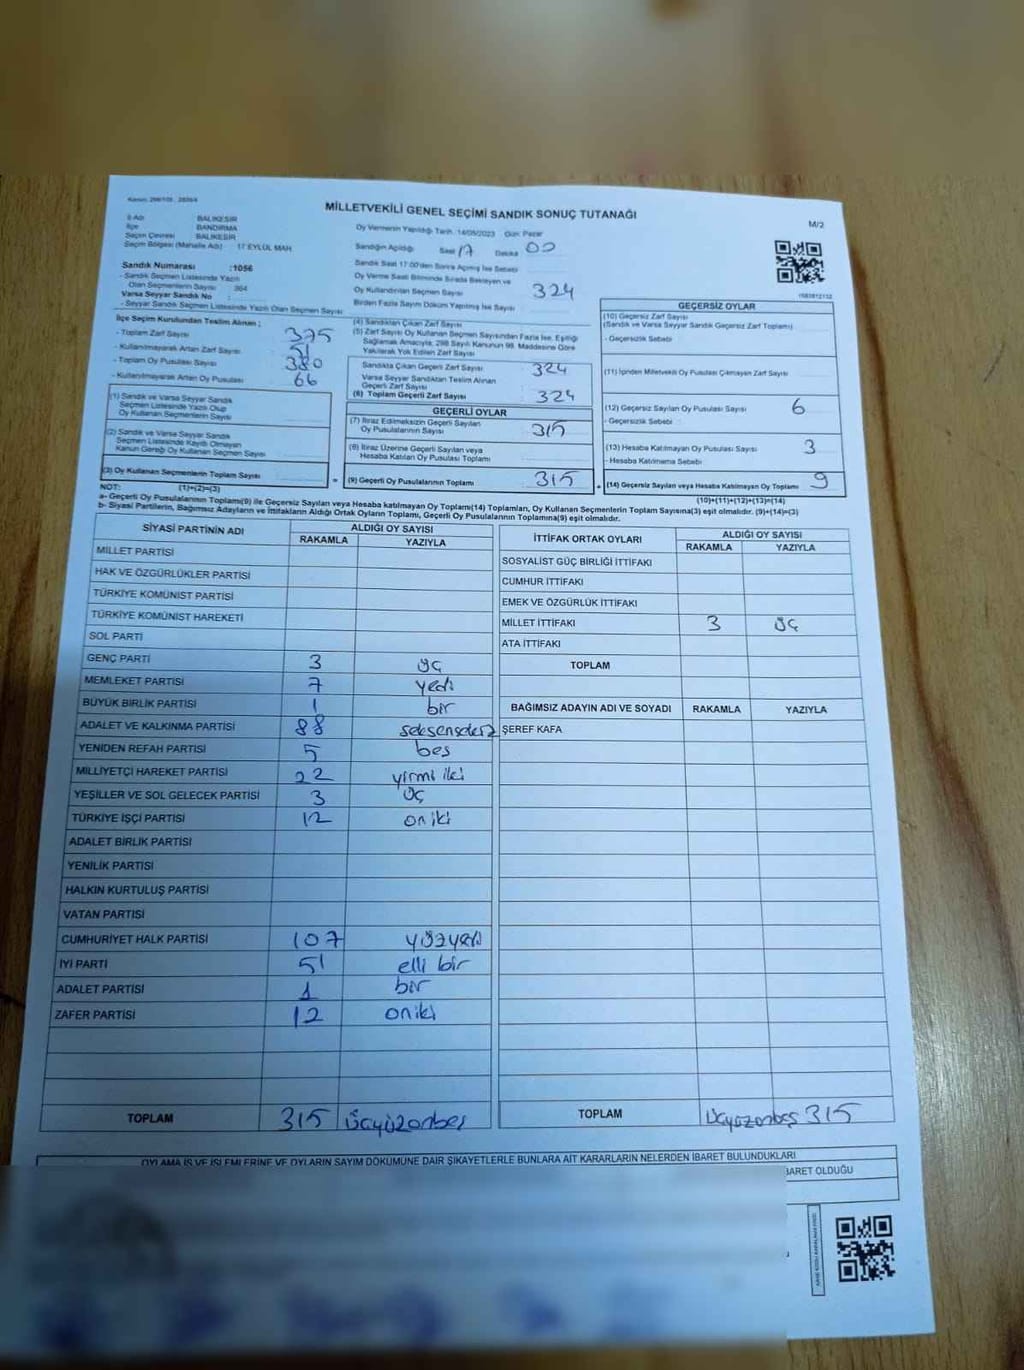 MİLLETVEKİLİ GENEL SEÇİMİ SANDIK SONUÇ TUTANAĞI
M/2
İl Adı BALIKESİR
İlçe BANDIRMA
Seçim Çevresi BALIKESİR
Seçim Bölgesi (Mahalle Adı) : 17 EYLÜL MAH
Oy Vermenin Yapıldığı Tarih :14/05/2023 Gün: Pazar
Sandığın Açıldığı Saat 17 Dakika 00
Sandık Saat 17:00'den Sonra Açılmış İse Sebebi
Oy Verme Saati Bitiminde Sırada Bekleyen ve
Oy Kullandırılan Seçmen Sayısı 324
Birden Fazla Sayım Döküm Yapılmış İse Sayısı
Sandık Numarası :1056
- Sandık Seçmen Listesinde Yazılı
Olan Seçmenlerin Sayısı 364
Varsa Seyyar Sandık No :
- Seyyar Sandık Seçmen Listesinde Yazılı Olan Seçmen Sayısı
İlçe Seçim Kurulundan Teslim Alınan ;
- Toplam Zarf Sayısı 375
- Kullanılmayarak Artan Zarf Sayısı 51
- Toplam Oy Pusulası Sayısı 380
- Kullanılmayarak Artan Oy Pusulası 66
(1) Sandık ve Varsa Seyyar Sandık
Seçmen Listesinde Yazılı Olup
Oy Kullanan Seçmenlerin Sayısı
(2) Sandık ve Varsa Seyyar Sandık
Seçmen Listesinde Kayıtlı Olmayan
Kanun Gereği Oy Kullanan Seçmen Sayısı
(3) Oy Kullanan Seçmenlerin Toplam Sayısı
(4) Sandıktan Çıkan Zarf Sayısı
(5) Zarf Sayısı Oy Kullanan Seçmen Sayısından Fazla İse, Eşitliği
Sağlamak Amacıyla, 298 Sayılı Kanunun 98. Maddesine Göre
Yakılarak Yok Edilen Zarf Sayısı
Sandıkta Çıkan Geçerli Zarf Sayısı 324
Varsa Seyyar Sandıktan Teslim Alınan
Geçerli Zarf Sayısı
(6) Toplam Geçerli Zarf Sayısı 324
GEÇERLİ OYLAR
(7) İtiraz Edilmeksizin Geçerli Sayılan
Oy Pusulalarının Sayısı 315
(8) İtiraz Üzerine Geçerli Sayılan veya
Hesaba Katılan Oy Pusulası Toplamı
(9) Geçerli Oy Pusulalarının Toplamı 315
GEÇERSİZ OYLAR
(10) Geçersiz Zarf Sayısı
(Sandık ve Varsa Seyyar Sandık Geçersiz Zarf Toplamı)
- Geçersizlik Sebebi
(11) İçinden Milletvekili Oy Pusulası Çıkmayan Zarf Sayısı
(12) Geçersiz Sayılan Oy Pusulası Sayısı 6
- Geçersizlik Sebebi
(13) Hesaba Katılmayan Oy Pusulası Sayısı 3
- Hesaba Katılmama Sebebi
(14) Geçersiz Sayılan veya Hesaba Katılmayan Oy Toplamı 9
NOT: (1)+(2)=(3) (10)+(11)+(12)+(13)=(14)
a- Geçerli Oy Pusulalarının Toplamı(9) ile Geçersiz Sayılan veya Hesaba katılmayan Oy Toplam(14) Toplamları, Oy Kullanan Seçmenlerin Toplam Sayısına(3) eşit olmalıdır. (9)+(14)=(3)
b- Siyasi Partilerin, Bağımsız Adayların ve İttifakların Aldığı Ortak Oyların Toplamı, Geçerli Oy Pusulalarının Toplamına(9) eşit olmalıdır.
SİYASİ PARTİNİN ADI ALDIĞI OY SAYISI
RAKAMLA YAZIYLA
MİLLET PARTİSİ
HAK VE ÖZGÜRLÜKLER PARTİSİ
TÜRKİYE KOMÜNİST PARTİSİ
TÜRKİYE KOMÜNİST HAREKETİ
SOL PARTİ
GENÇ PARTİ 3 üç
MEMLEKET PARTİSİ 7 yedi
BÜYÜK BİRLİK PARTİSİ 1 bir
ADALET VE KALKINMA PARTİSİ 88 seksensekiz
YENİDEN REFAH PARTİSİ 5 beş
MİLLİYETÇİ HAREKET PARTİSİ 22 yirmi iki
YEŞİLLER VE SOL GELECEK PARTİSİ 3 üç
TÜRKİYE İŞÇİ PARTİSİ 12 oniki
ADALET BİRLİK PARTİSİ
YENİLİK PARTİSİ
HALKIN KURTULUŞ PARTİSİ
VATAN PARTİSİ
CUMHURİYET HALK PARTİSİ 107 yüzyedi
İYİ PARTİ 51 elli bir
ADALET PARTİSİ 1 bir
ZAFER PARTİSİ 12 oniki
TOPLAM 315 üçyüzonbeş
İTTİFAK ORTAK OYLARI ALDIĞI OY SAYISI
RAKAMLA YAZIYLA
SOSYALİST GÜÇ BİRLİĞİ İTTİFAKI
CUMHUR İTTİFAKI
EMEK VE ÖZGÜRLÜK İTTİFAKI
MİLLET İTTİFAKI 3 üç
ATA İTTİFAKI
TOPLAM
BAĞIMSIZ ADAYIN ADI VE SOYADI RAKAMLA YAZIYLA
ŞEREF KAFA
TOPLAM üçyüzonbeş 315
OYLAMA İŞ VE İŞLEMLERİNE VE OYLARIN SAYIM DÖKÜMÜNE DAİR ŞİKAYETLERLE BUNLARA AİT KARARLARIN NELERDEN İBARET BULUNDUKLARI
İBARET OLDUĞU